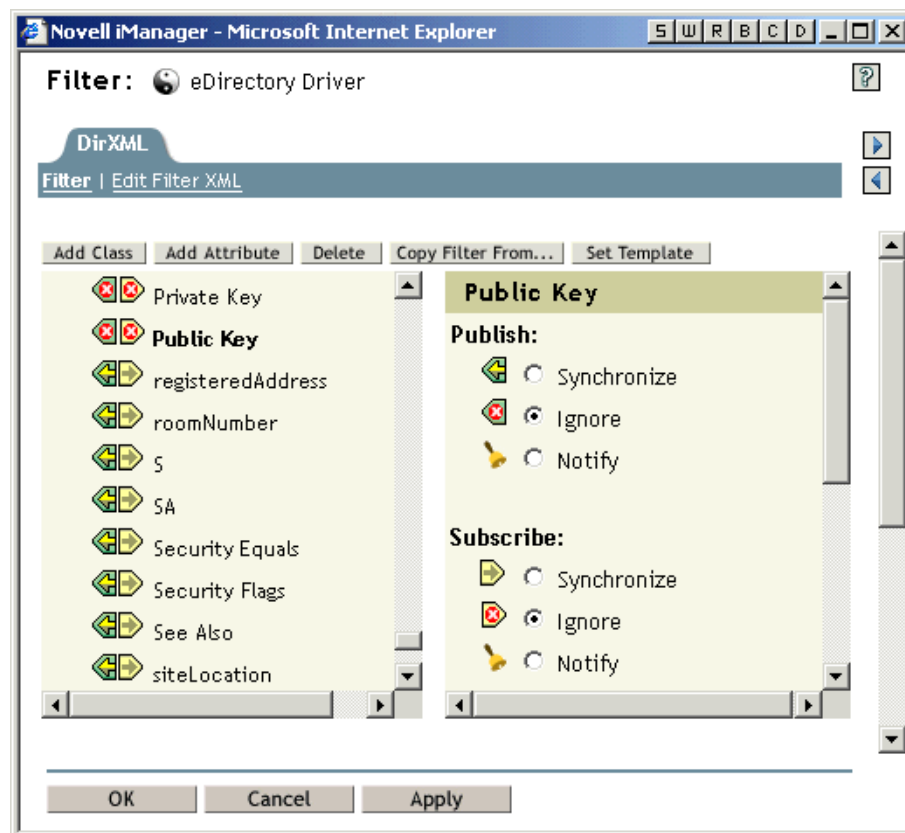 Novell iManager - Microsoft Internet Explorer
S W R B C D
Filter: eDirectory Driver
?
DirXML
Filter | Edit Filter XML
Add Class Add Attribute Delete Copy Filter From... Set Template
Private Key
Public Key
registeredAddress
roomNumber
S
SA
Security Equals
Security Flags
See Also
siteLocation
Public Key
Publish:
Synchronize
Ignore
Notify
Subscribe:
Synchronize
Ignore
Notify
OK Cancel Apply